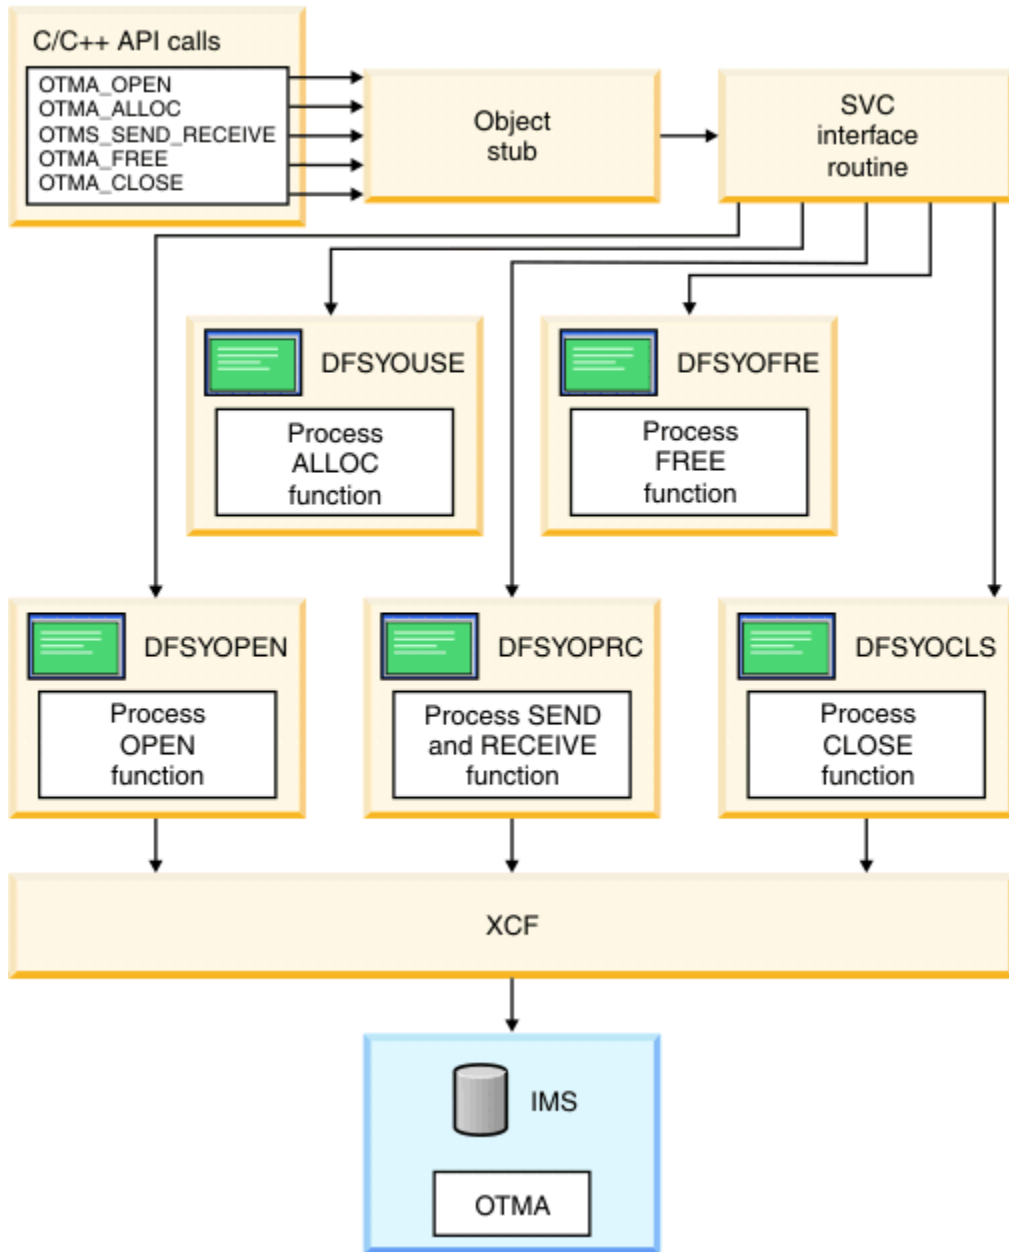 C/C++ API calls
OTMA_OPEN
OTMA_ALLOC
OTMS_SEND_RECEIVE
OTMA_FREE
OTMA_CLOSE
Object
stub
SVC
interface
routine
DFSYOUSE
Process
ALLOC
function
DFSYOFRE
Process
FREE
function
DFSYOPEN
Process
OPEN
function
DFSYOPRC
Process SEND
and RECEIVE
function
DFSYOCLS
Process
CLOSE
function
XCF
IMS
OTMA